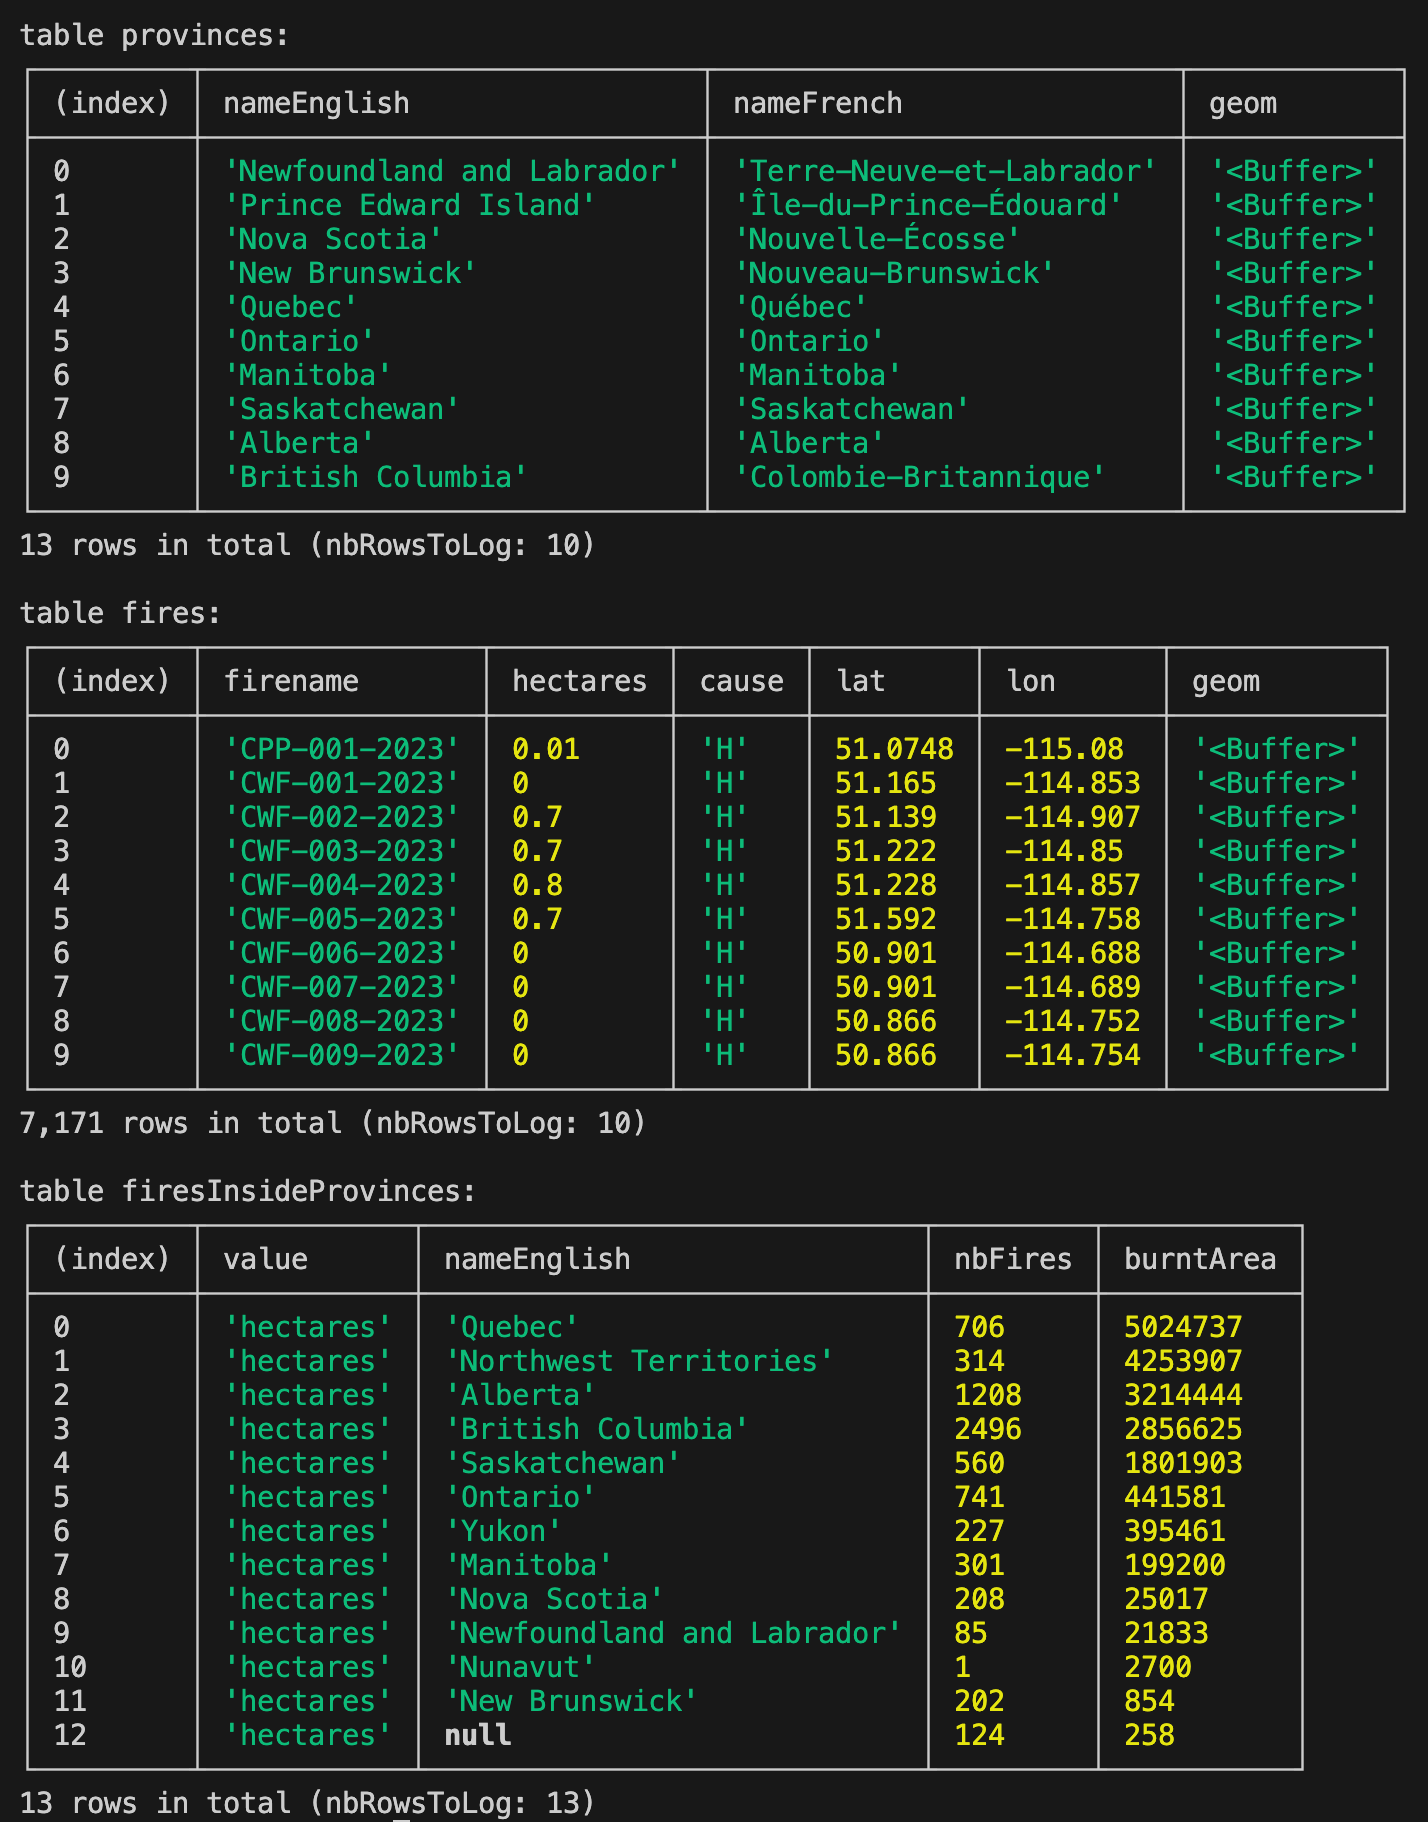 table provinces:
(index) nameEnglish nameFrench geom
0 'Newfoundland and Labrador' 'Terre-Neuve-et-Labrador' '<Buffer>'
1 'Prince Edward Island' 'Île-du-Prince-Édouard' '<Buffer>'
2 'Nova Scotia' 'Nouvelle-Écosse' '<Buffer>'
3 'New Brunswick' 'Nouveau-Brunswick' '<Buffer>'
4 'Quebec' 'Québec' '<Buffer>'
5 'Ontario' 'Ontario' '<Buffer>'
6 'Manitoba' 'Manitoba' '<Buffer>'
7 'Saskatchewan' 'Saskatchewan' '<Buffer>'
8 'Alberta' 'Alberta' '<Buffer>'
9 'British Columbia' 'Colombie-Britannique' '<Buffer>'
13 rows in total (nbRowsToLog: 10)
table fires:
(index) firename hectares cause lat lon geom
0 'CPP-001-2023' 0.01 'H' 51.0748 -115.08 '<Buffer>'
1 'CWF-001-2023' 0 'H' 51.165 -114.853 '<Buffer>'
2 'CWF-002-2023' 0.7 'H' 51.139 -114.907 '<Buffer>'
3 'CWF-003-2023' 0.7 'H' 51.222 -114.85 '<Buffer>'
4 'CWF-004-2023' 0.8 'H' 51.228 -114.857 '<Buffer>'
5 'CWF-005-2023' 0.7 'H' 51.592 -114.758 '<Buffer>'
6 'CWF-006-2023' 0 'H' 50.901 -114.688 '<Buffer>'
7 'CWF-007-2023' 0 'H' 50.901 -114.689 '<Buffer>'
8 'CWF-008-2023' 0 'H' 50.866 -114.752 '<Buffer>'
9 'CWF-009-2023' 0 'H' 50.866 -114.754 '<Buffer>'
7,171 rows in total (nbRowsToLog: 10)
table firesInsideProvinces:
(index) value nameEnglish nbFires burntArea
0 'hectares' 'Quebec' 706 5024737
1 'hectares' 'Northwest Territories' 314 4253907
2 'hectares' 'Alberta' 1208 3214444
3 'hectares' 'British Columbia' 2496 2856625
4 'hectares' 'Saskatchewan' 560 1801903
5 'hectares' 'Ontario' 741 441581
6 'hectares' 'Yukon' 227 395461
7 'hectares' 'Manitoba' 301 199200
8 'hectares' 'Nova Scotia' 208 25017
9 'hectares' 'Newfoundland and Labrador' 85 21833
10 'hectares' 'Nunavut' 1 2700
11 'hectares' 'New Brunswick' 202 854
12 'hectares' null 124 258
13 rows in total (nbRowsToLog: 13)